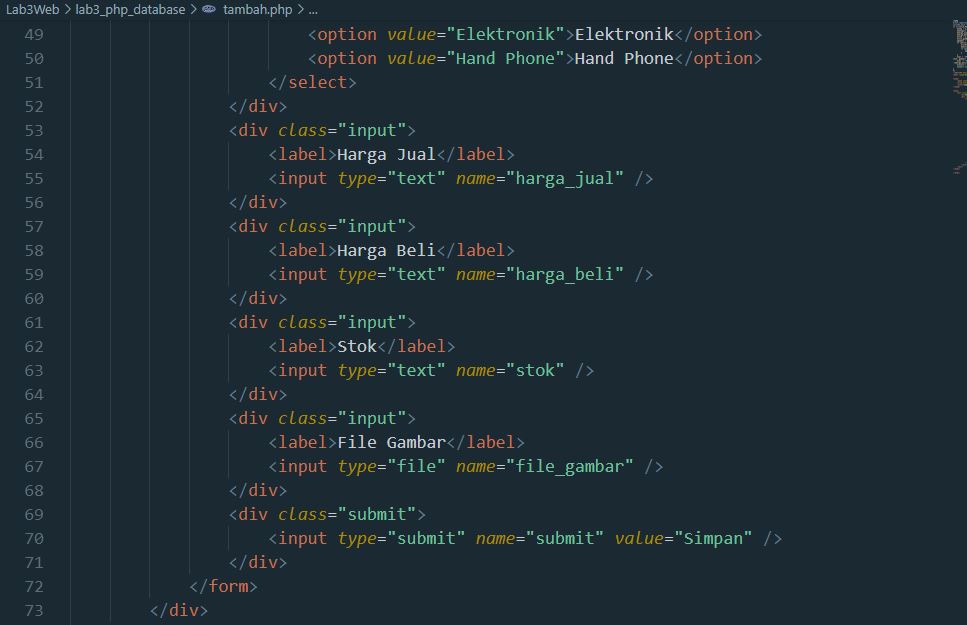 Lab3Web > lab3_php_database > tambah.php > ...
49 <option value="Elektronik">Elektronik</option>
50 <option value="Hand Phone">Hand Phone</option>
51 </select>
52 </div>
53 <div class="input">
54 <label>Harga Jual</label>
55 <input type="text" name="harga_jual" />
56 </div>
57 <div class="input">
58 <label>Harga Beli</label>
59 <input type="text" name="harga_beli" />
60 </div>
61 <div class="input">
62 <label>Stok</label>
63 <input type="text" name="stok" />
64 </div>
65 <div class="input">
66 <label>File Gambar</label>
67 <input type="file" name="file_gambar" />
68 </div>
69 <div class="submit">
70 <input type="submit" name="submit" value="Simpan" />
71 </div>
72 </form>
73 </div>